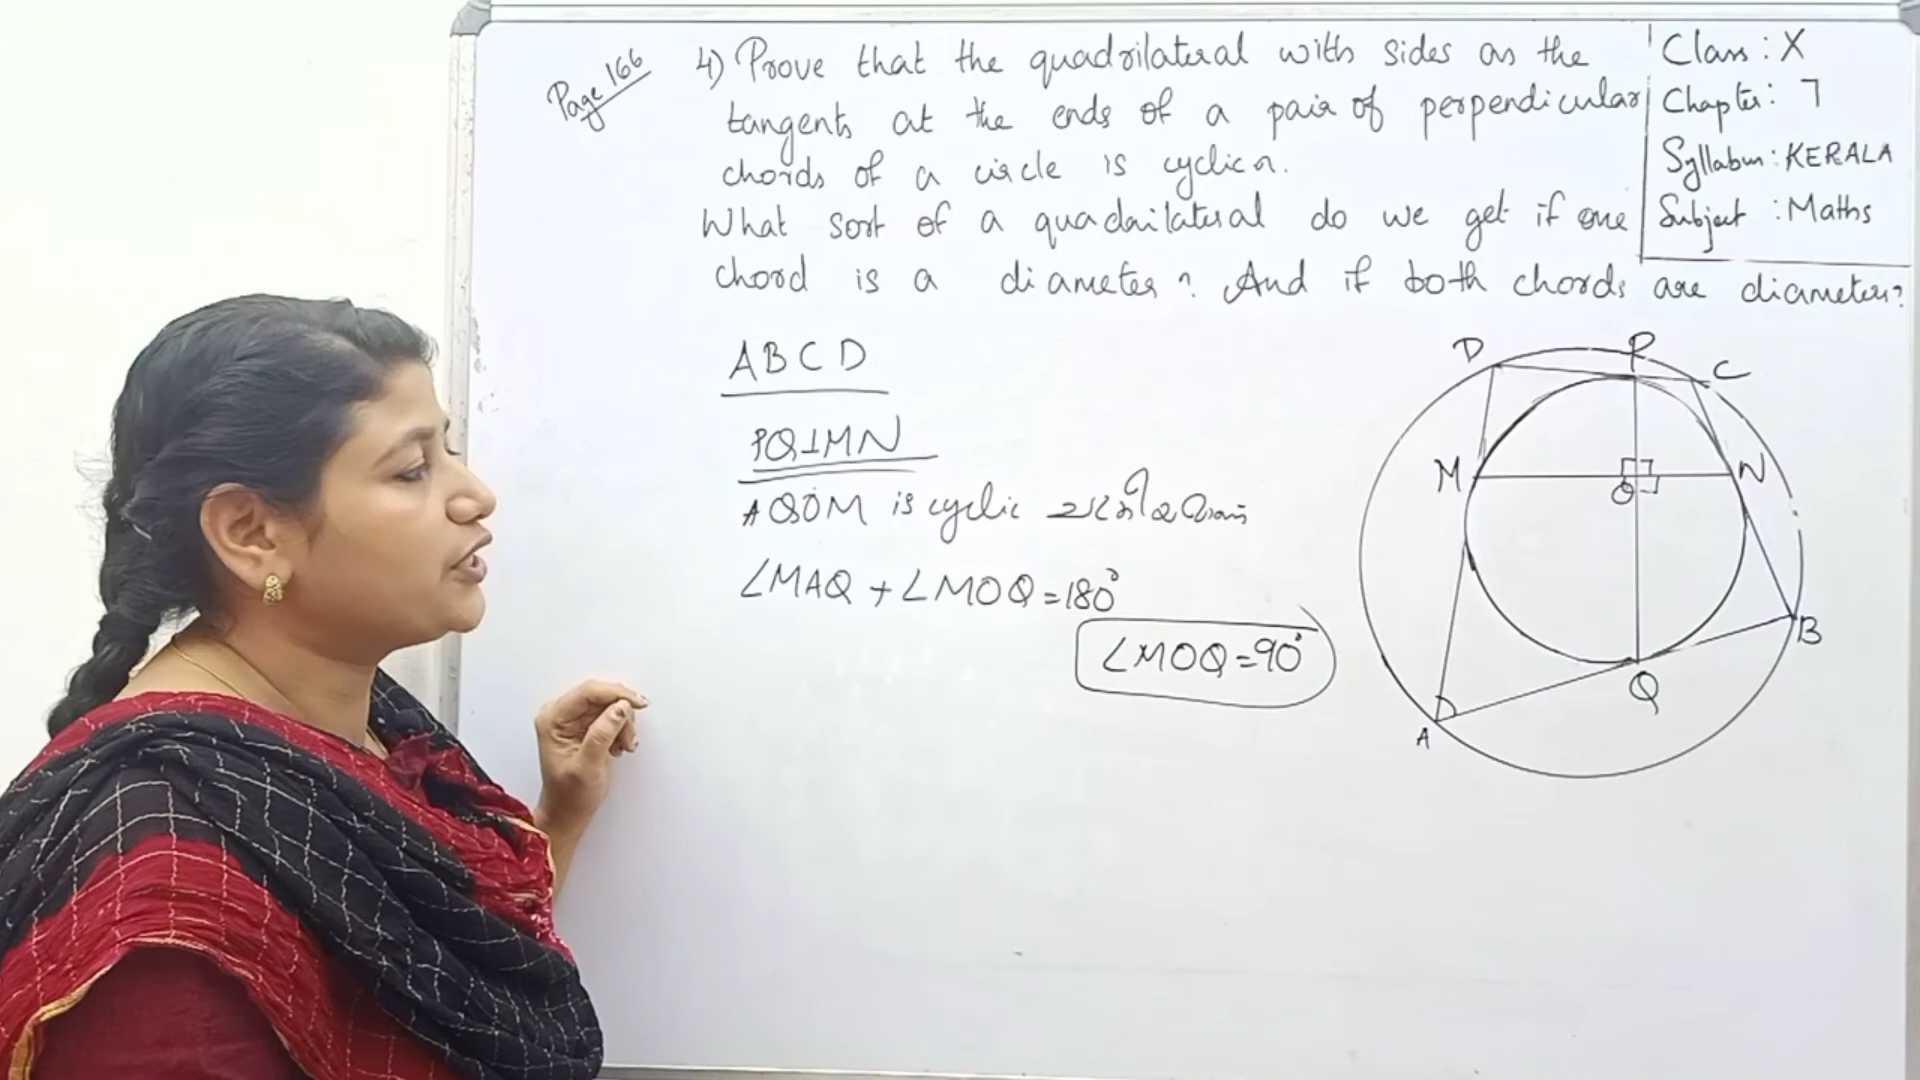 Page 166
4) Prove that the quadrilateral with sides as the
tangents at the ends of a pair of perpendicular
chords of a circle is cyclic.
What sort of a quadrilateral do we get if one
chord is a diameter? And if both chords are diameters?
Class : X
Chapter : 7
Syllabus : KERALA
Subject : Maths
ABCD
PQ⊥MN
AQOM is cyclic
∠MAQ + ∠MOQ = 180°
∠MOQ = 90°
D P C
M N
O
B
Q
A